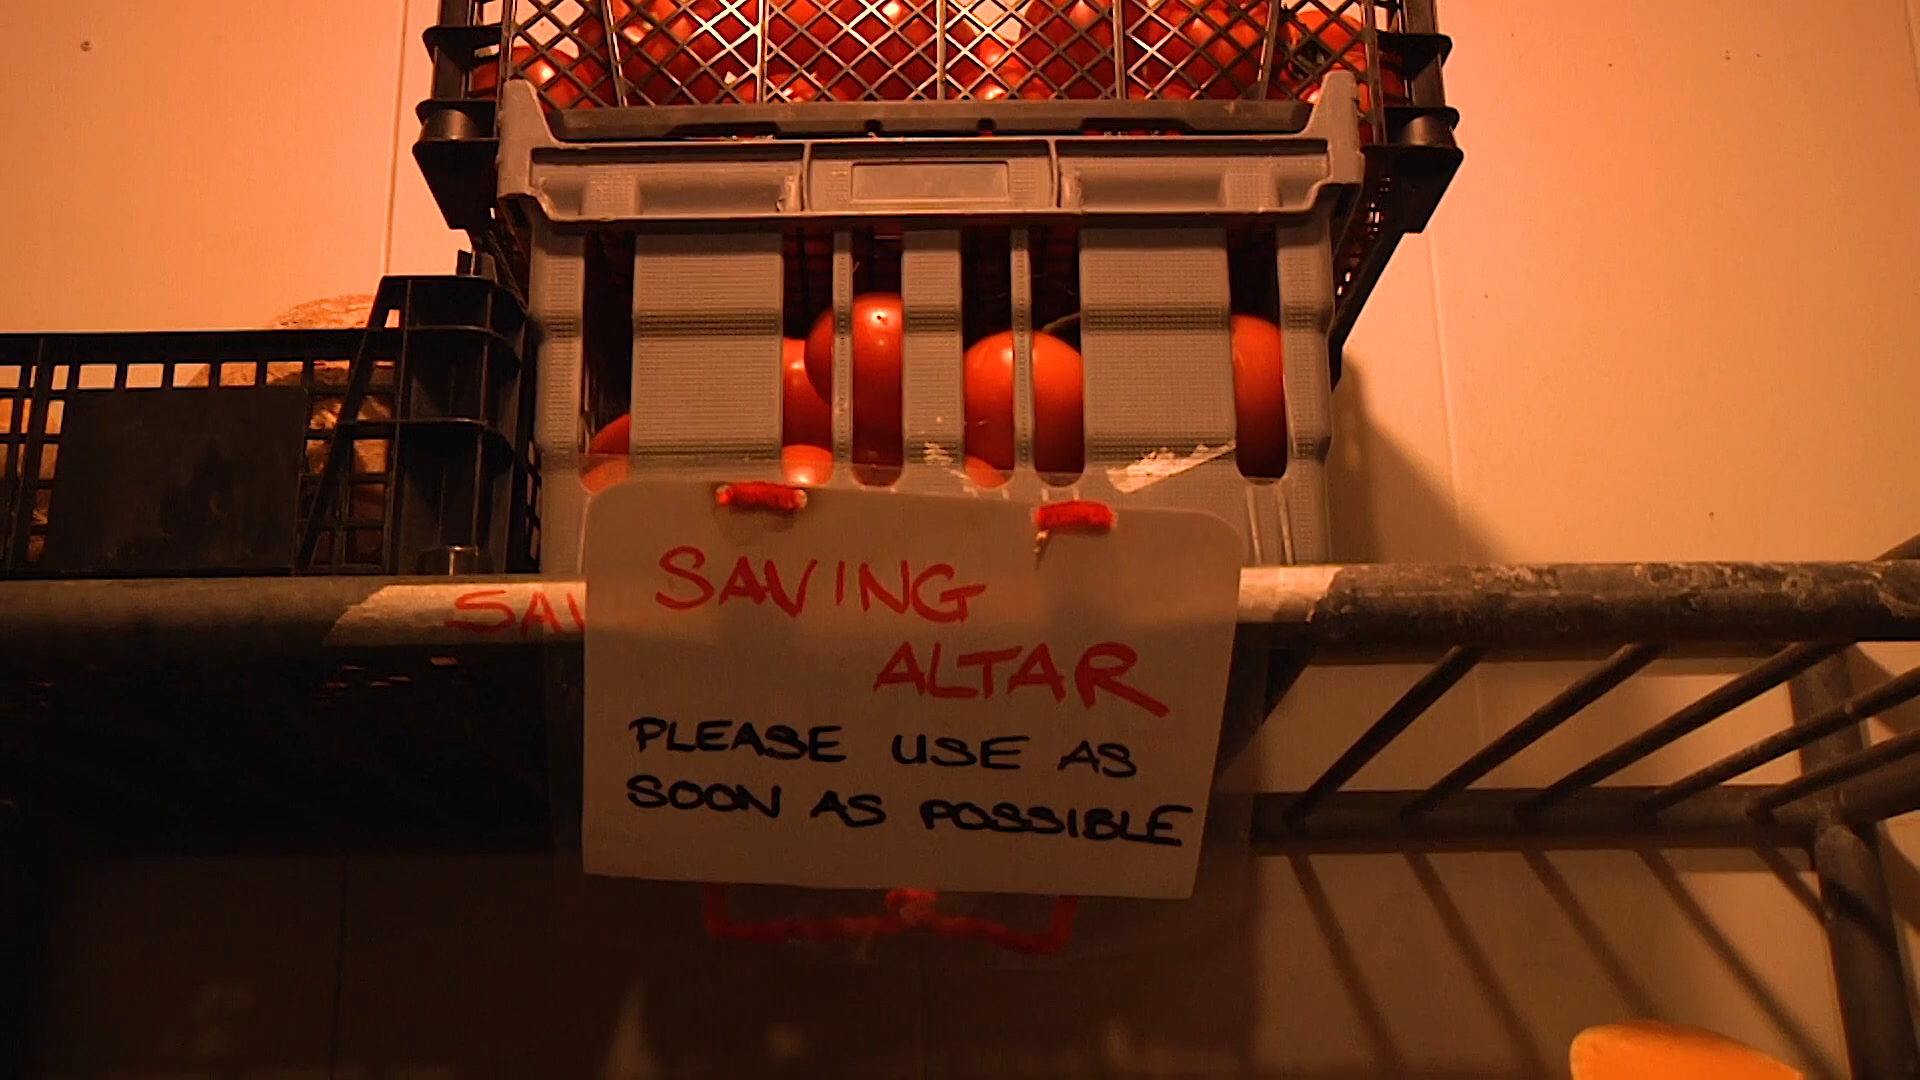 SAVING
ALTAR
PLEASE USE AS
SOON AS POSSIBLE